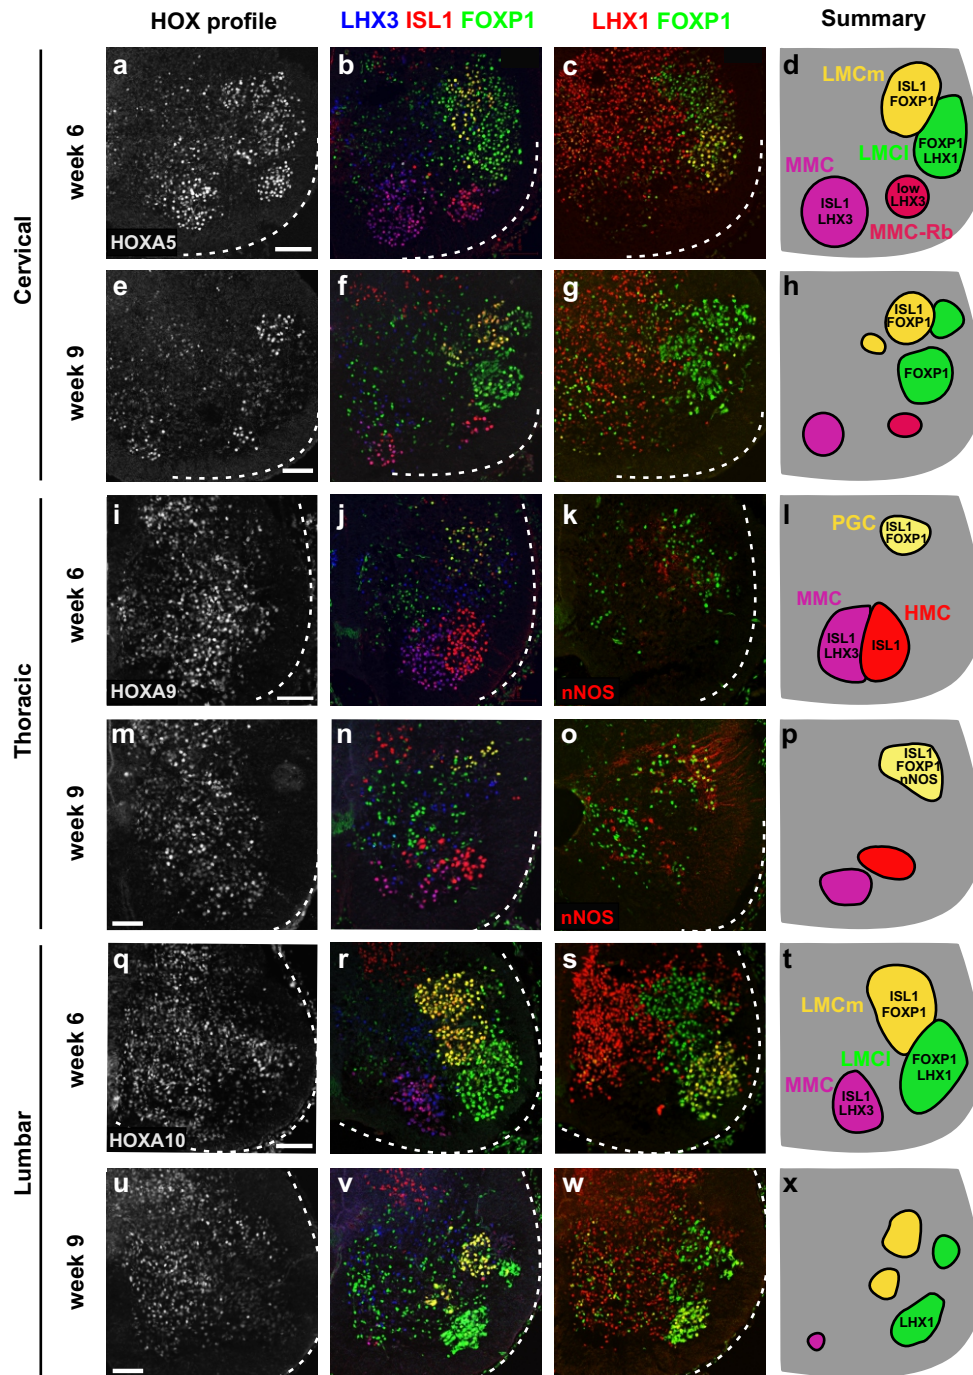 HOX profile
LHX3 ISL1 FOXP1
LHX1 FOXP1
Summary
Cervical
week 6
a
HOXA5
b
c
d
LMCm
ISL1
FOXP1
LMCl
FOXP1
LHX1
MMC
ISL1
LHX3
low
LHX3
MMC-Rb
week 9
e
f
g
h
ISL1
FOXP1
FOXP1
Thoracic
week 6
i
HOXA9
j
k
nNOS
l
PGC
ISL1
FOXP1
MMC
HMC
ISL1
LHX3
ISL1
week 9
m
n
o
nNOS
p
ISL1
FOXP1
nNOS
Lumbar
week 6
q
HOXA10
r
s
t
LMCm
ISL1
FOXP1
LMCl
FOXP1
LHX1
MMC
ISL1
LHX3
week 9
u
v
w
x
LHX1